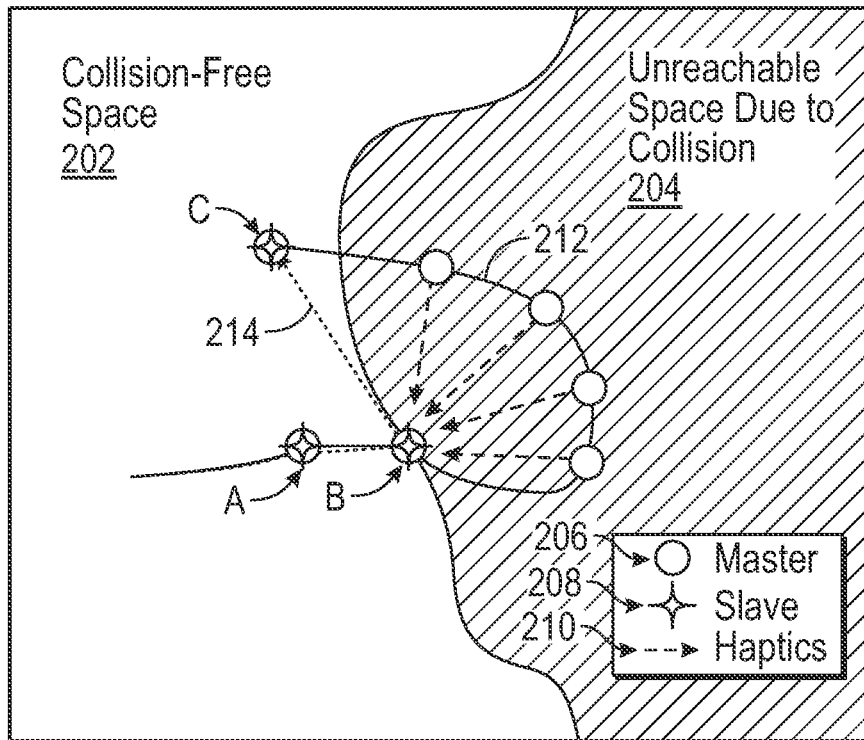 Collision-Free
Space
202
Unreachable
Space Due to
Collision
204
C
212
214
A
B
206
Master
208
Slave
210
Haptics